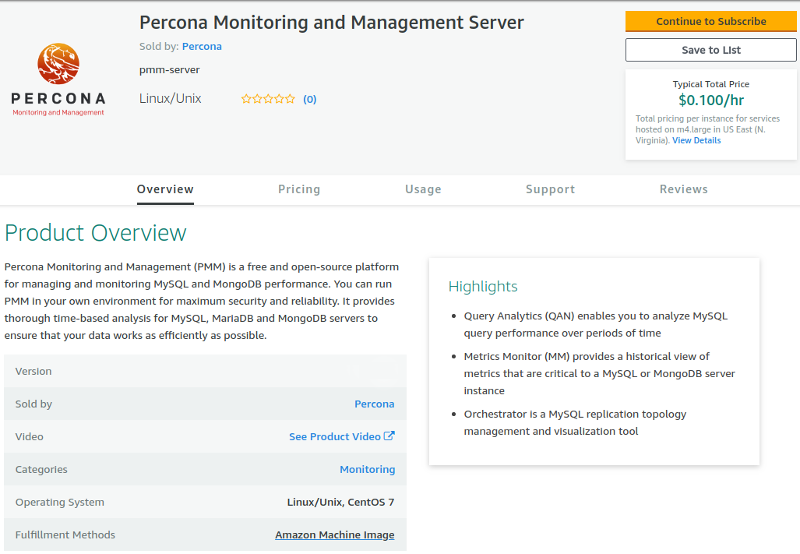 Percona Monitoring and Management Server
Sold by: Percona
pmm-server
Linux/Unix
(0)
PERCONA
Monitoring and Management
Continue to Subscribe
Save to List
Typical Total Price
$0.100/hr
Total pricing per instance for services
hosted on m4.large in US East (N.
Virginia). View Details
Overview
Pricing
Usage
Support
Reviews
Product Overview
Percona Monitoring and Management (PMM) is a free and open-source platform
for managing and monitoring MySQL and MongoDB performance. You can run
PMM in your own environment for maximum security and reliability. It provides
thorough time-based analysis for MySQL, MariaDB and MongoDB servers to
ensure that your data works as efficiently as possible.
Version
Sold by Percona
Video See Product Video
Categories Monitoring
Operating System Linux/Unix, CentOS 7
Fulfillment Methods Amazon Machine Image
Highlights
• Query Analytics (QAN) enables you to analyze MySQL
query performance over periods of time
• Metrics Monitor (MM) provides a historical view of
metrics that are critical to a MySQL or MongoDB server
instance
• Orchestrator is a MySQL replication topology
management and visualization tool